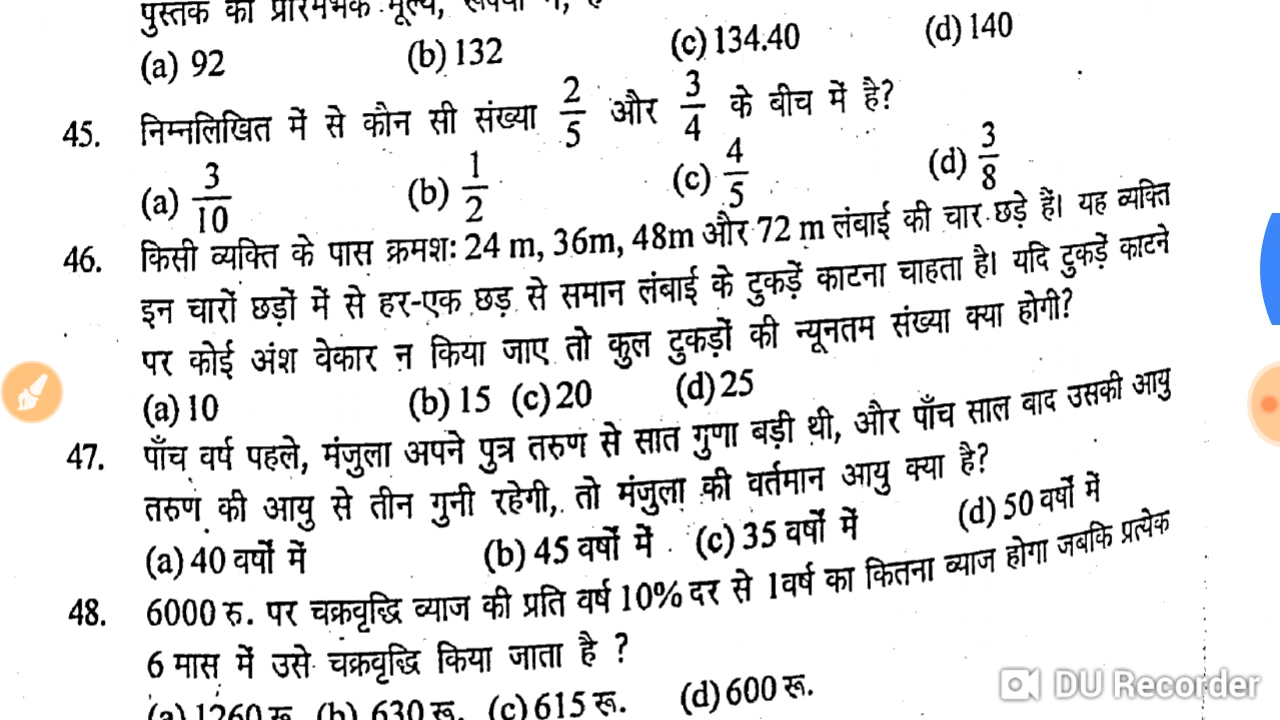 पुस्तक का प्रारम्भिक मूल्य,
(a) 92 (b) 132 (c) 134.40 (d) 140
45. निम्नलिखित में से कौन सी संख्या 2/5 और 3/4 के बीच में है?
(a) 3/10 (b) 1/2 (c) 4/5 (d) 3/8
46. किसी व्यक्ति के पास क्रमशः 24 m, 36m, 48m और 72 m लंबाई की चार छड़े हैं। यह व्यक्ति
इन चारों छड़ों में से हर-एक छड़ से समान लंबाई के टुकड़ें काटना चाहता है। यदि टुकड़ें काटने
पर कोई अंश वेकार न किया जाए तो कुल टुकड़ों की न्यूनतम संख्या क्या होगी?
(a) 10 (b) 15 (c) 20 (d) 25
47. पाँच वर्ष पहले, मंजुला अपने पुत्र तरुण से सात गुणा बड़ी थी, और पाँच साल बाद उसकी आयु
तरुण की आयु से तीन गुनी रहेगी, तो मंजुला की वर्तमान आयु क्या है?
(a) 40 वर्षों में (b) 45 वर्षों में (c) 35 वर्षों में (d) 50 वर्षों में
48. 6000 रु. पर चक्रवृद्धि व्याज की प्रति वर्ष 10% दर से 1वर्ष का कितना व्याज होगा जबकि प्रत्येक
6 मास में उसे चक्रवृद्धि किया जाता है ?
(a) 1260 रू (b) 630 रू. (c) 615 रू. (d) 600 रू.
DU Recorder